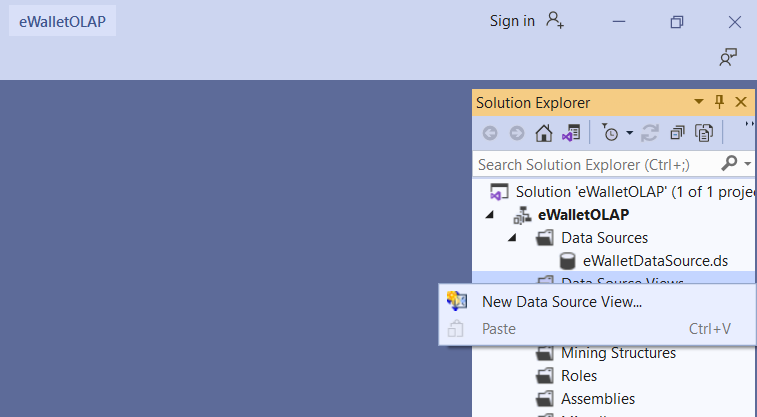 eWalletOLAP
Sign in
Solution Explorer
Search Solution Explorer (Ctrl+;)
Solution 'eWalletOLAP' (1 of 1 proje
eWalletOLAP
Data Sources
eWalletDataSource.ds
Data Source Views
New Data Source View...
Paste Ctrl+V
Mining Structures
Roles
Assemblies